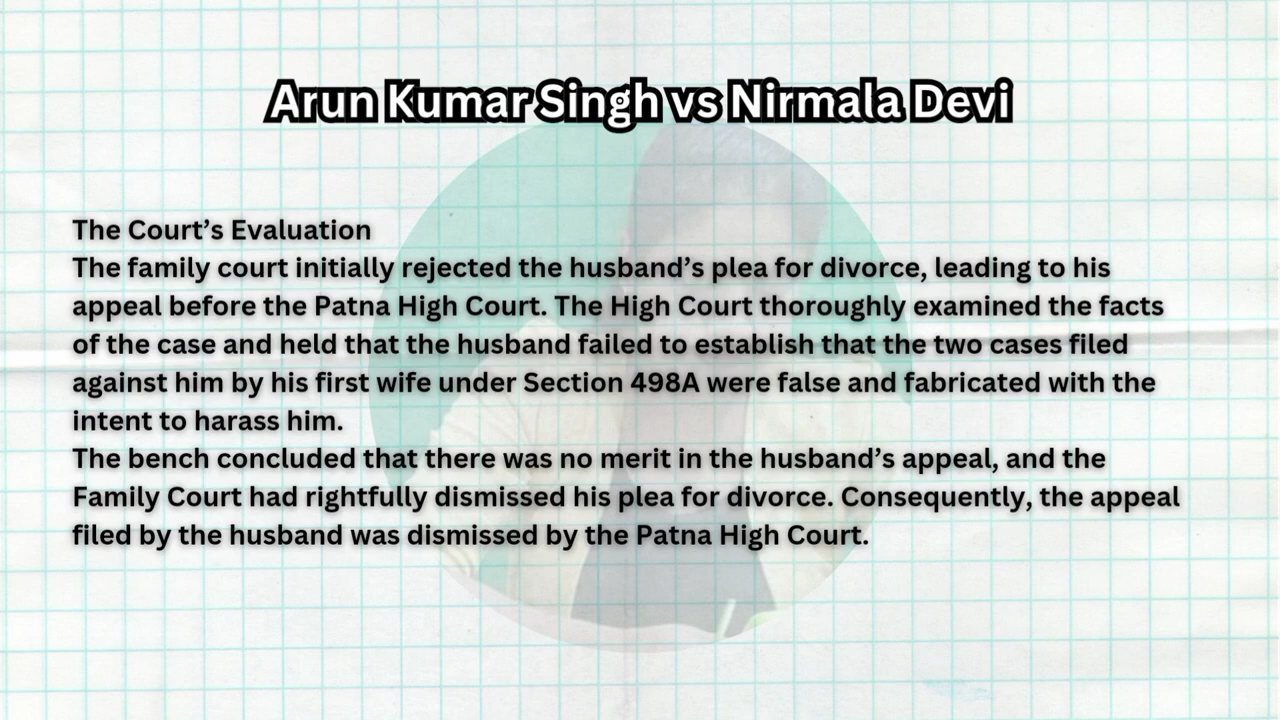 Arun Kumar Singh vs Nirmala Devi
The Court’s Evaluation
The family court initially rejected the husband’s plea for divorce, leading to his
appeal before the Patna High Court. The High Court thoroughly examined the facts
of the case and held that the husband failed to establish that the two cases filed
against him by his first wife under Section 498A were false and fabricated with the
intent to harass him.
The bench concluded that there was no merit in the husband’s appeal, and the
Family Court had rightfully dismissed his plea for divorce. Consequently, the appeal
filed by the husband was dismissed by the Patna High Court.